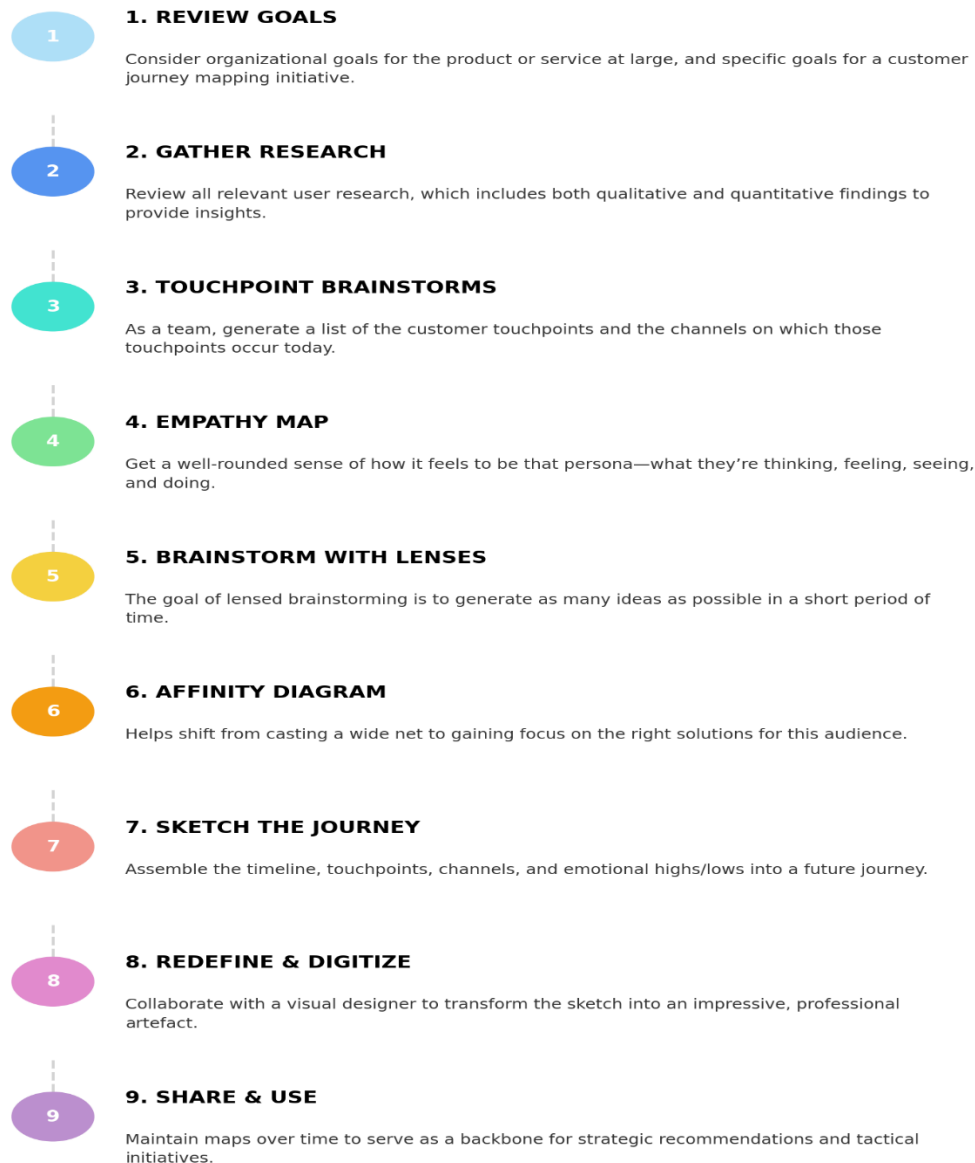 1
1. REVIEW GOALS
Consider organizational goals for the product or service at large, and specific goals for a customer
journey mapping initiative.
2
2. GATHER RESEARCH
Review all relevant user research, which includes both qualitative and quantitative findings to
provide insights.
3
3. TOUCHPOINT BRAINSTORMS
As a team, generate a list of the customer touchpoints and the channels on which those
touchpoints occur today.
4
4. EMPATHY MAP
Get a well-rounded sense of how it feels to be that persona—what they’re thinking, feeling, seeing,
and doing.
5
5. BRAINSTORM WITH LENSES
The goal of lensed brainstorming is to generate as many ideas as possible in a short period of
time.
6
6. AFFINITY DIAGRAM
Helps shift from casting a wide net to gaining focus on the right solutions for this audience.
7
7. SKETCH THE JOURNEY
Assemble the timeline, touchpoints, channels, and emotional highs/lows into a future journey.
8
8. REDEFINE & DIGITIZE
Collaborate with a visual designer to transform the sketch into an impressive, professional
artefact.
9
9. SHARE & USE
Maintain maps over time to serve as a backbone for strategic recommendations and tactical
initiatives.